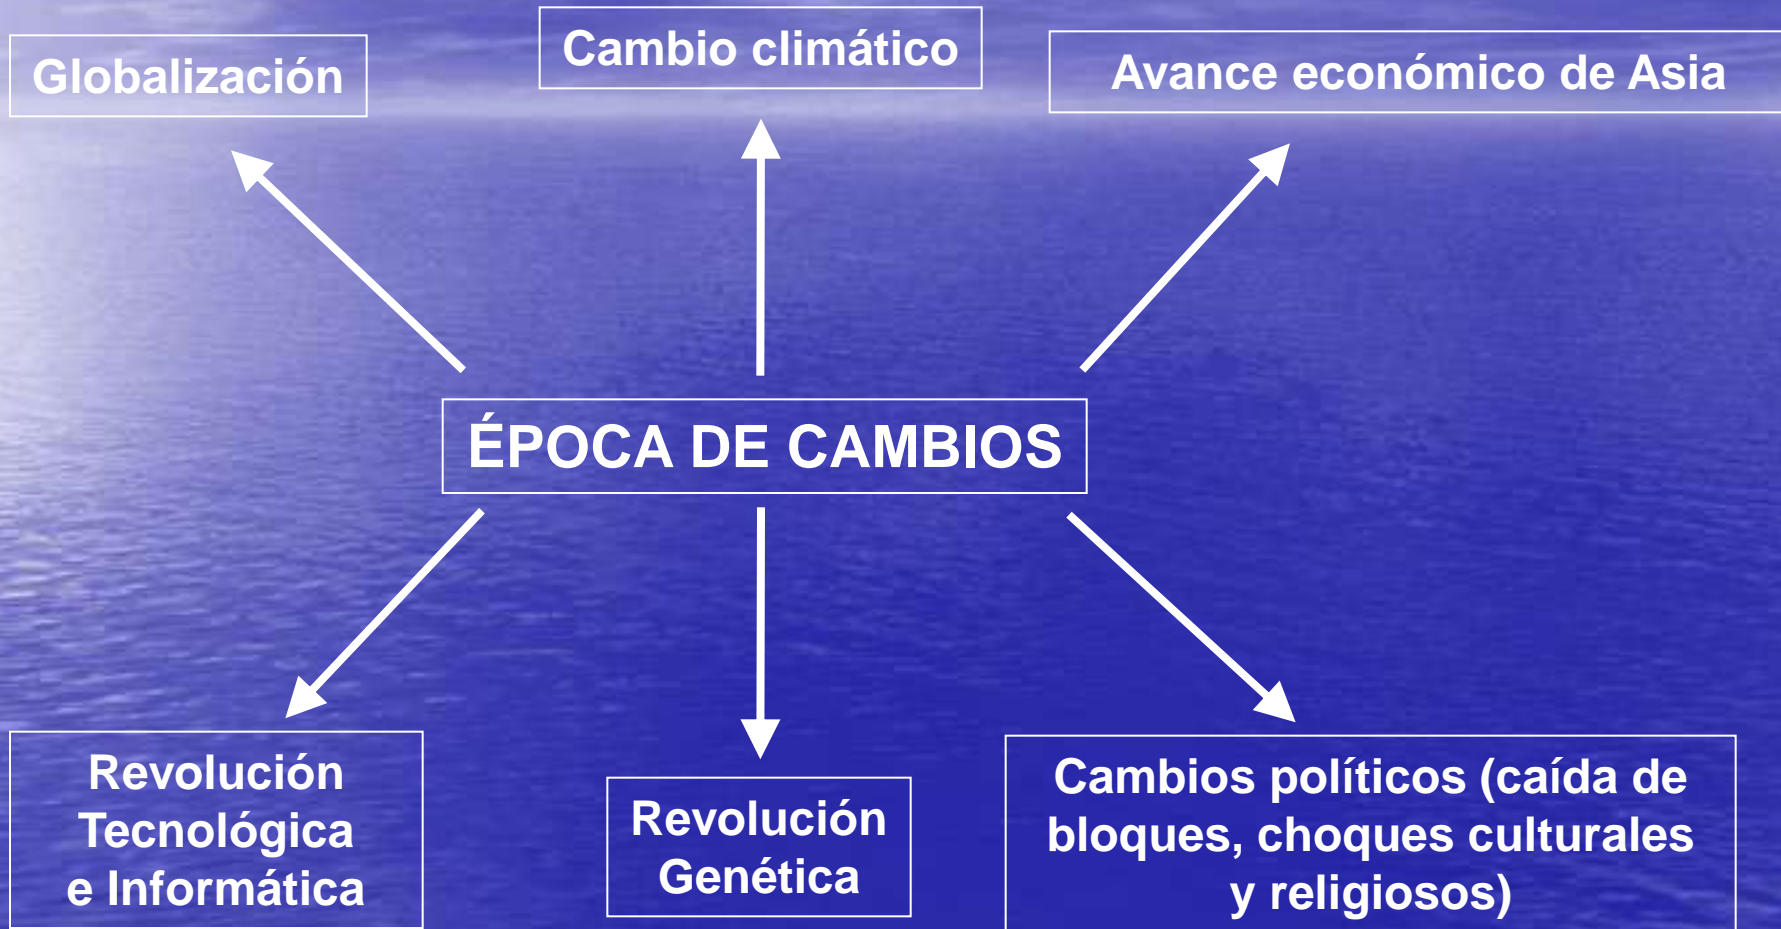 Globalización
Cambio climático
Avance económico de Asia
ÉPOCA DE CAMBIOS
Revolución
Tecnológica
e Informática
Revolución
Genética
Cambios políticos (caída de
bloques, choques culturales
y religiosos)